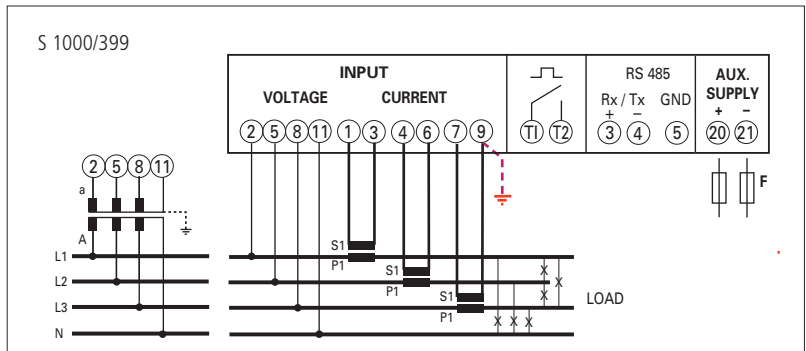 S 1000/399
INPUT
VOLTAGE CURRENT
2 5 8 11 1 3 4 6 7 9
T1 T2
RS 485
Rx / Tx GND
+ −
3 4 5
AUX.
SUPPLY
+ −
20 21
F
2 5 8 11
a
A
L1
L2
L3
N
S1
P1
S1
P1
S1
P1
X
X
X
X X X
LOAD